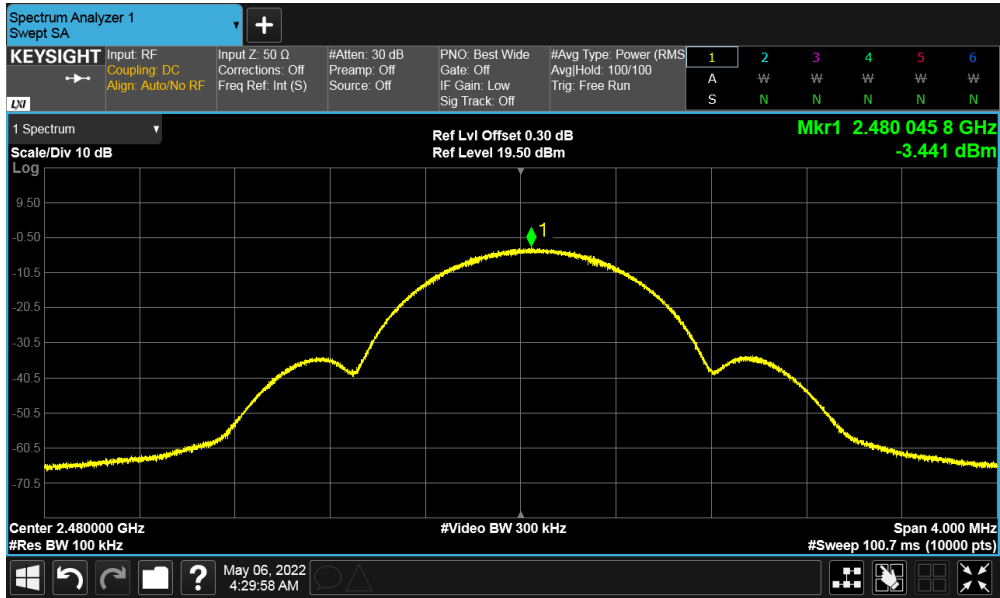 Spectrum Analyzer 1
Swept SA
+
KEYSIGHT
LXI
Input: RF
Coupling: DC
Align: Auto/No RF
Input Z: 50 Ω
Corrections: Off
Freq Ref: Int (S)
#Atten: 30 dB
Preamp: Off
Source: Off
PNO: Best Wide
Gate: Off
IF Gain: Low
Sig Track: Off
#Avg Type: Power (RMS
Avg|Hold: 100/100
Trig: Free Run
1 2 3 4 5 6
A W W W W W
S N N N N N
1 Spectrum
Scale/Div 10 dB
Log
Ref Lvl Offset 0.30 dB
Ref Level 19.50 dBm
Mkr1 2.480 045 8 GHz
-3.441 dBm
9.50
-0.50
1
-10.5
-20.5
-30.5
-40.5
-50.5
-60.5
-70.5
Center 2.480000 GHz
#Video BW 300 kHz
Span 4.000 MHz
#Res BW 100 kHz
#Sweep 100.7 ms (10000 pts)
?
May 06, 2022
4:29:58 AM